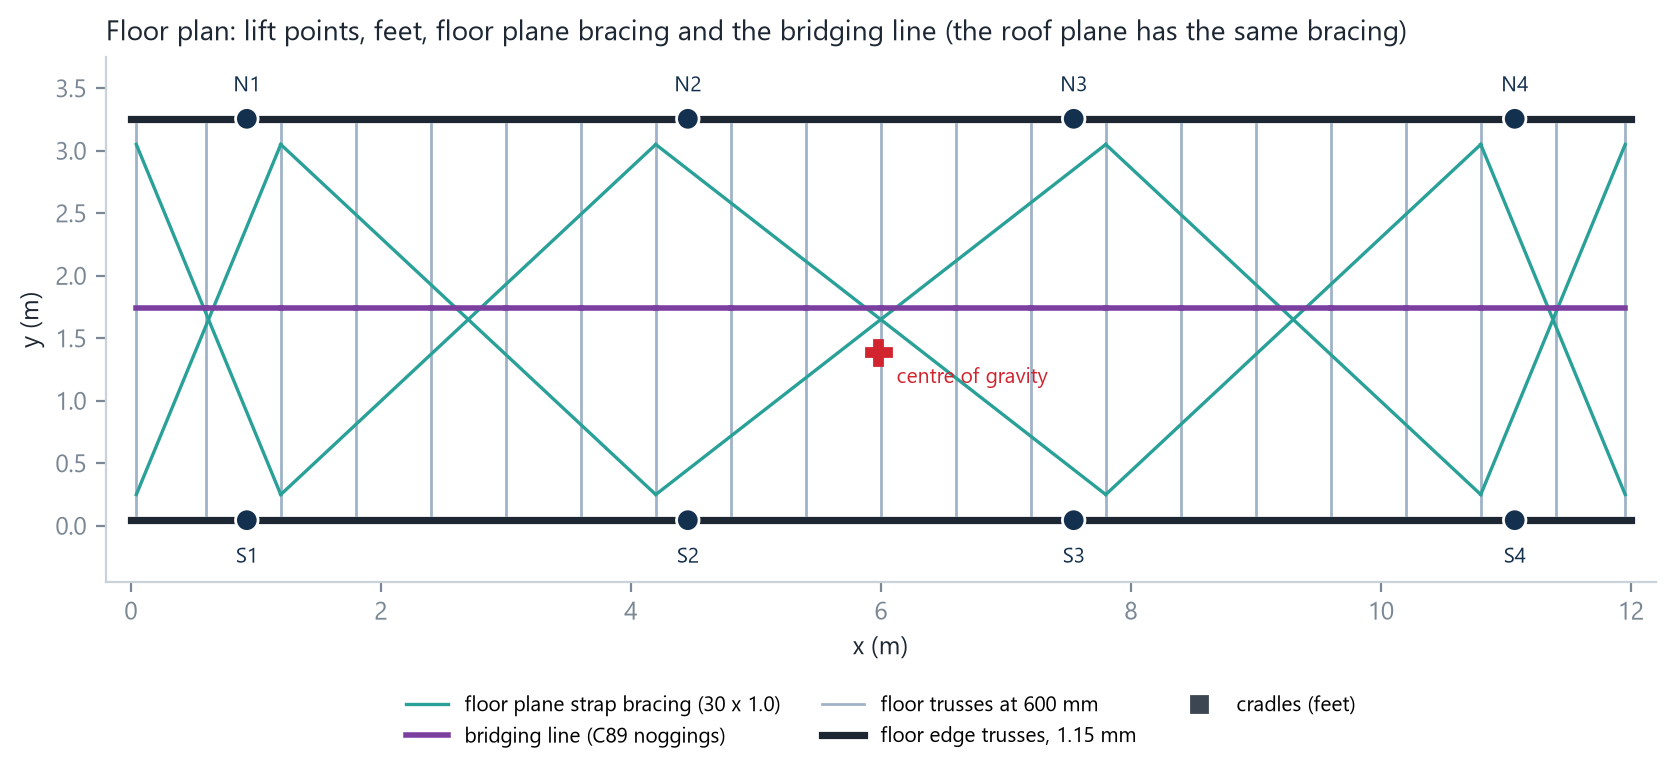 Floor plan: lift points, feet, floor plane bracing and the bridging line (the roof plane has the same bracing)
N1 N2 N3 N4
3.5
3.0
2.5
2.0
1.5
1.0
0.5
0.0
y (m)
centre of gravity
S1 S2 S3 S4
0 2 4 6 8 10 12
x (m)
floor plane strap bracing (30 x 1.0) floor trusses at 600 mm cradles (feet)
bridging line (C89 noggings) floor edge trusses, 1.15 mm